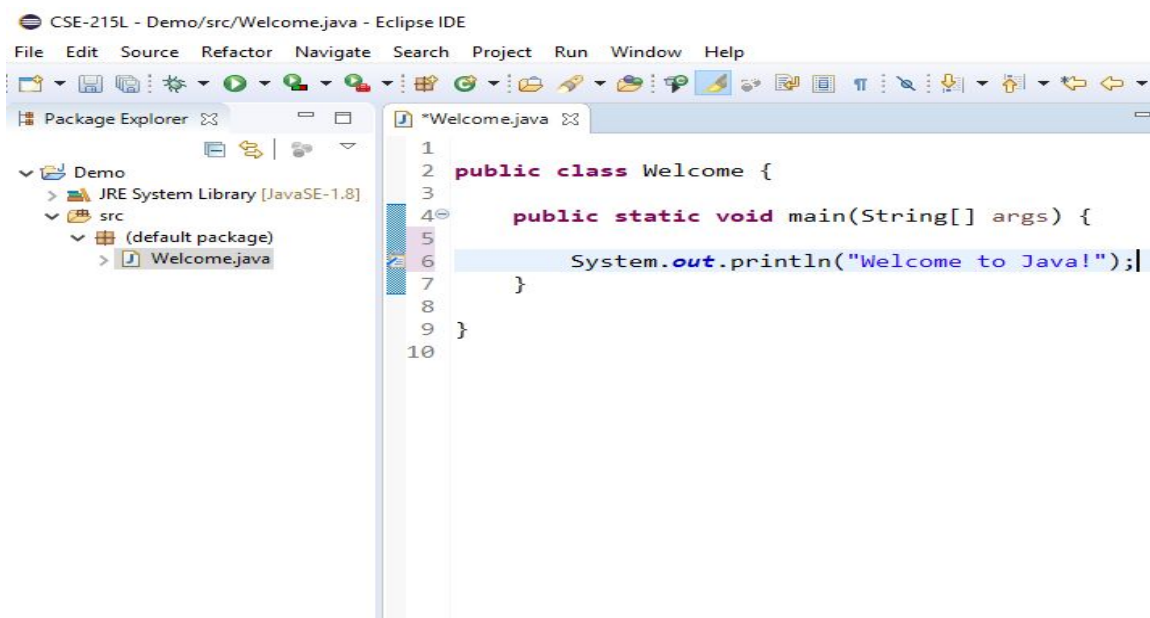 CSE-215L - Demo/src/Welcome.java - Eclipse IDE
File Edit Source Refactor Navigate Search Project Run Window Help
Package Explorer
Demo
JRE System Library [JavaSE-1.8]
src
(default package)
Welcome.java
*Welcome.java
1
2 public class Welcome {
3
4 public static void main(String[] args) {
5
6 System.out.println("Welcome to Java!");
7 }
8
9 }
10